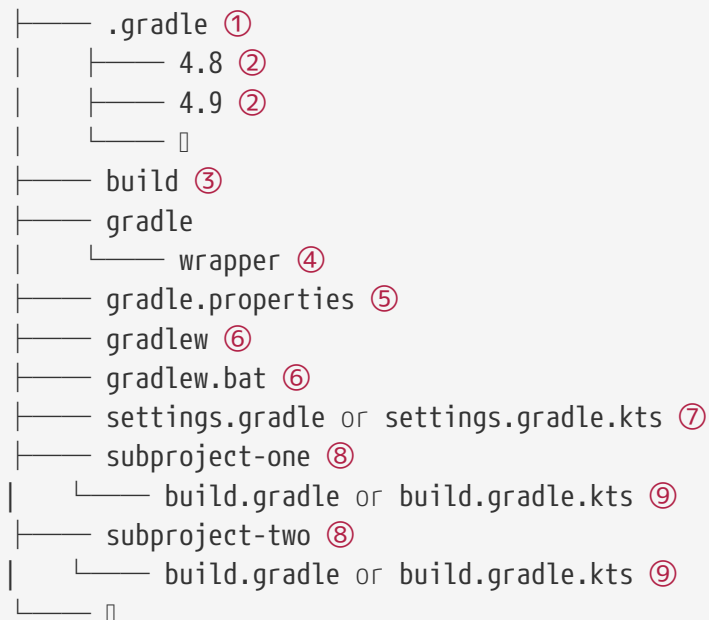 ├── .gradle ①
│   ├── 4.8 ②
│   ├── 4.9 ②
│   └── ▯
├── build ③
├── gradle
│   └── wrapper ④
├── gradle.properties ⑤
├── gradlew ⑥
├── gradlew.bat ⑥
├── settings.gradle or settings.gradle.kts ⑦
├── subproject-one ⑧
|   └── build.gradle or build.gradle.kts ⑨
├── subproject-two ⑧
|   └── build.gradle or build.gradle.kts ⑨
└── ▯